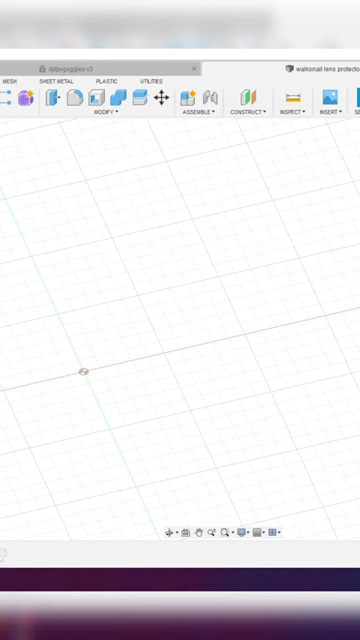 djifpvgoggles v3
walksnail lens protecto
MESH SHEET METAL PLASTIC UTILITIES
MODIFY ASSEMBLE CONSTRUCT INSPECT INSERT